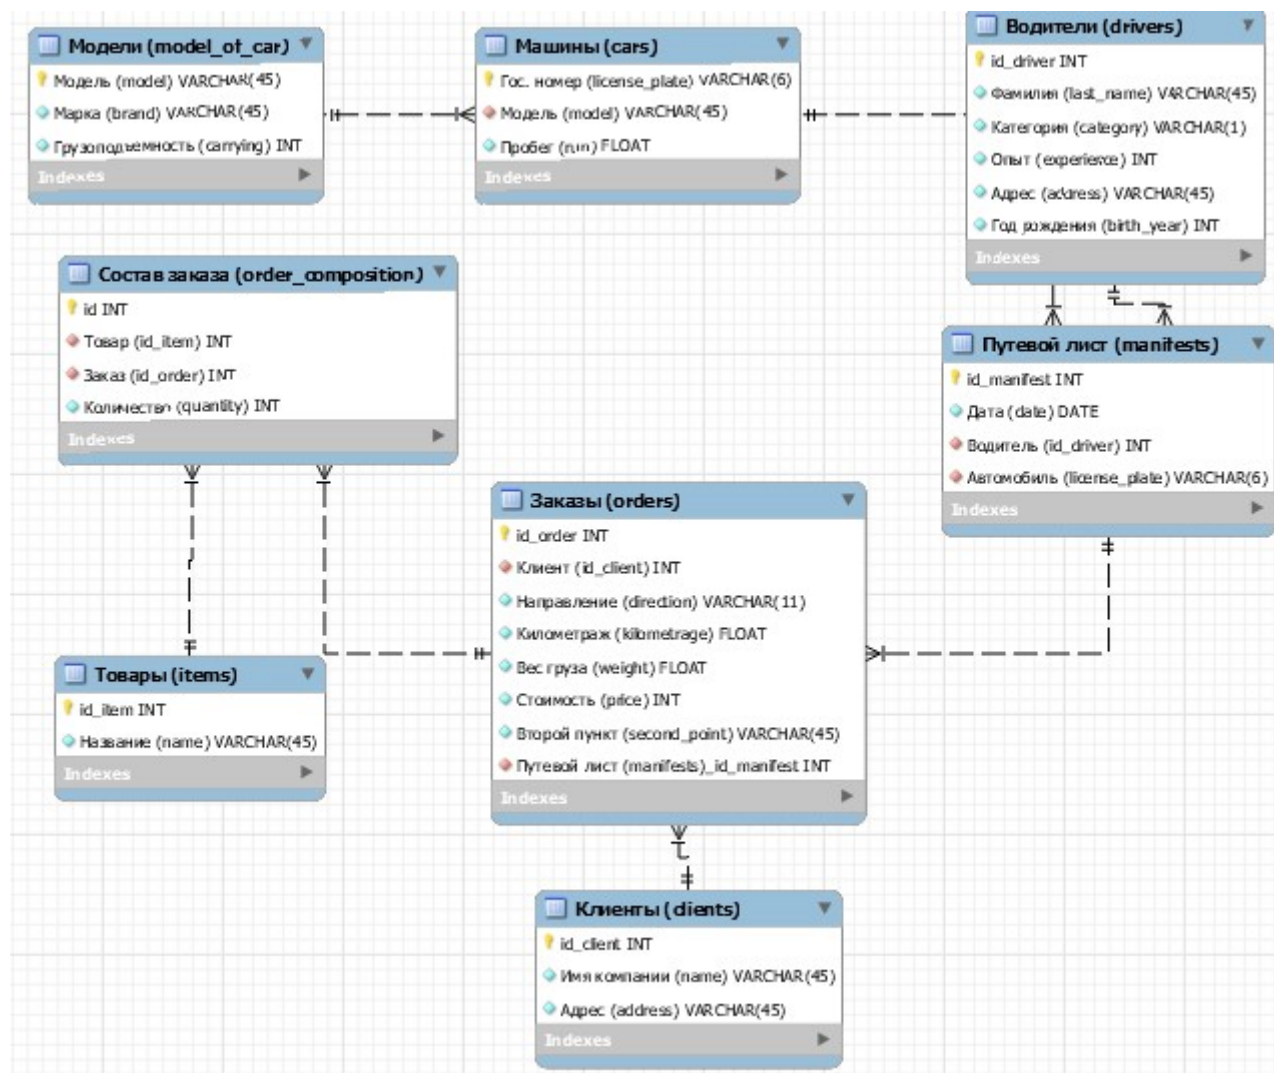 Модели (model_of_car)
Модель (model) VARCHAR(45)
Марка (brand) VARCHAR(45)
Грузоподъемность (carrying) INT
Indexes
Машины (cars)
Гос. номер (license_plate) VARCHAR(6)
Модель (model) VARCHAR(45)
Пробег (run) FLOAT
Indexes
Водители (drivers)
id_driver INT
Фамилия (last_name) VARCHAR(45)
Категория (category) VARCHAR(1)
Опыт (experience) INT
Адрес (address) VARCHAR(45)
Год рождения (birth_year) INT
Indexes
Состав заказа (order_composition)
id INT
Товар (id_item) INT
Заказ (id_order) INT
Количество (quantity) INT
Indexes
Путевой лист (manifests)
id_manifest INT
Дата (date) DATE
Водитель (id_driver) INT
Автомобиль (license_plate) VARCHAR(6)
Indexes
Заказы (orders)
id_order INT
Клиент (id_client) INT
Направление (direction) VARCHAR(11)
Километраж (kilometrage) FLOAT
Вес груза (weight) FLOAT
Стоимость (price) INT
Второй пункт (second_point) VARCHAR(45)
Путевой лист (manifests)_id_manifest INT
Indexes
Товары (items)
id_item INT
Название (name) VARCHAR(45)
Indexes
Клиенты (clients)
id_client INT
Имя компании (name) VARCHAR(45)
Адрес (address) VARCHAR(45)
Indexes